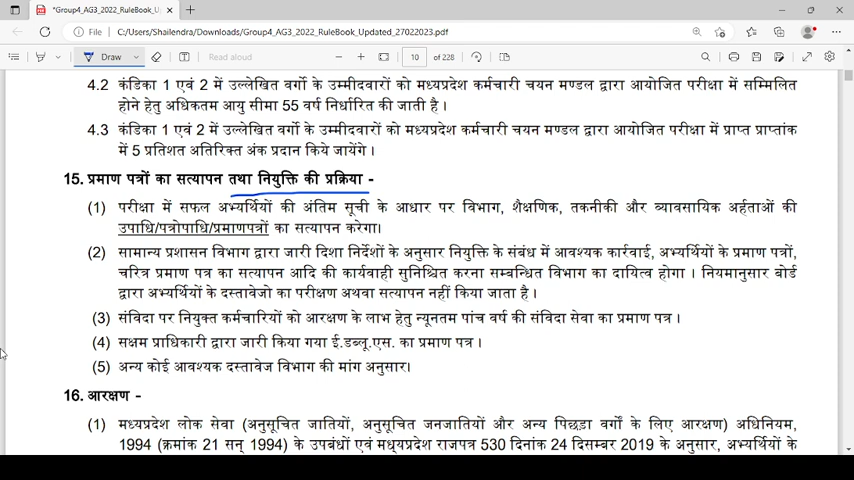 *Group4_AG3_2022_RuleBook_U
File
C:/Users/Shailendra/Downloads/Group4_AG3_2022_RuleBook_Updated_27022023.pdf
Draw
Read aloud
10
of 228
4.2 कंडिका 1 एवं 2 में उल्लेखित वर्गो के उम्मीदवारों को मध्यप्रदेश कर्मचारी चयन मण्डल द्वारा आयोजित परीक्षा में सम्मिलित
होने हेतु अधिकतम आयु सीमा 55 वर्ष निर्धारित की जाती है।
4.3 कंडिका 1 एवं 2 में उल्लेखित वर्गो के उम्मीदवारों को मध्यप्रदेश कर्मचारी चयन मण्डल द्वारा आयोजित परीक्षा में प्राप्त प्राप्तांक
में 5 प्रतिशत अतिरिक्त अंक प्रदान किये जायेंगे।
15. प्रमाण पत्रों का सत्यापन तथा नियुक्ति की प्रक्रिया -
(1) परीक्षा में सफल अभ्यर्थियों की अंतिम सूची के आधार पर विभाग, शैक्षणिक, तकनीकी और व्यावसायिक अर्हताओं की
उपाधि/पत्रोपाधि/प्रमाणपत्रों का सत्यापन करेगा।
(2) सामान्य प्रशासन विभाग द्वारा जारी दिशा निर्देशों के अनुसार नियुक्ति के संबंध में आवश्यक कार्रवाई, अभ्यर्थियों के प्रमाण पत्रों,
चरित्र प्रमाण पत्र का सत्यापन आदि की कार्यवाही सुनिश्चित करना सम्बन्धित विभाग का दायित्व होगा। नियमानुसार बोर्ड
द्वारा अभ्यर्थियों के दस्तावेजो का परीक्षण अथवा सत्यापन नहीं किया जाता है।
(3) संविदा पर नियुक्त कर्मचारियों को आरक्षण के लाभ हेतु न्यूनतम पांच वर्ष की संविदा सेवा का प्रमाण पत्र।
(4) सक्षम प्राधिकारी द्वारा जारी किया गया ई.डब्लू.एस. का प्रमाण पत्र।
(5) अन्य कोई आवश्यक दस्तावेज विभाग की मांग अनुसार।
16. आरक्षण -
(1) मध्यप्रदेश लोक सेवा (अनुसूचित जातियों, अनुसूचित जनजातियों और अन्य पिछड़ा वर्गो के लिए आरक्षण) अधिनियम,
1994 (क्रमांक 21 सन् 1994) के उपबंधों एवं मध्यप्रदेश राजपत्र 530 दिनांक 24 दिसम्बर 2019 के अनुसार, अभ्यर्थियों के